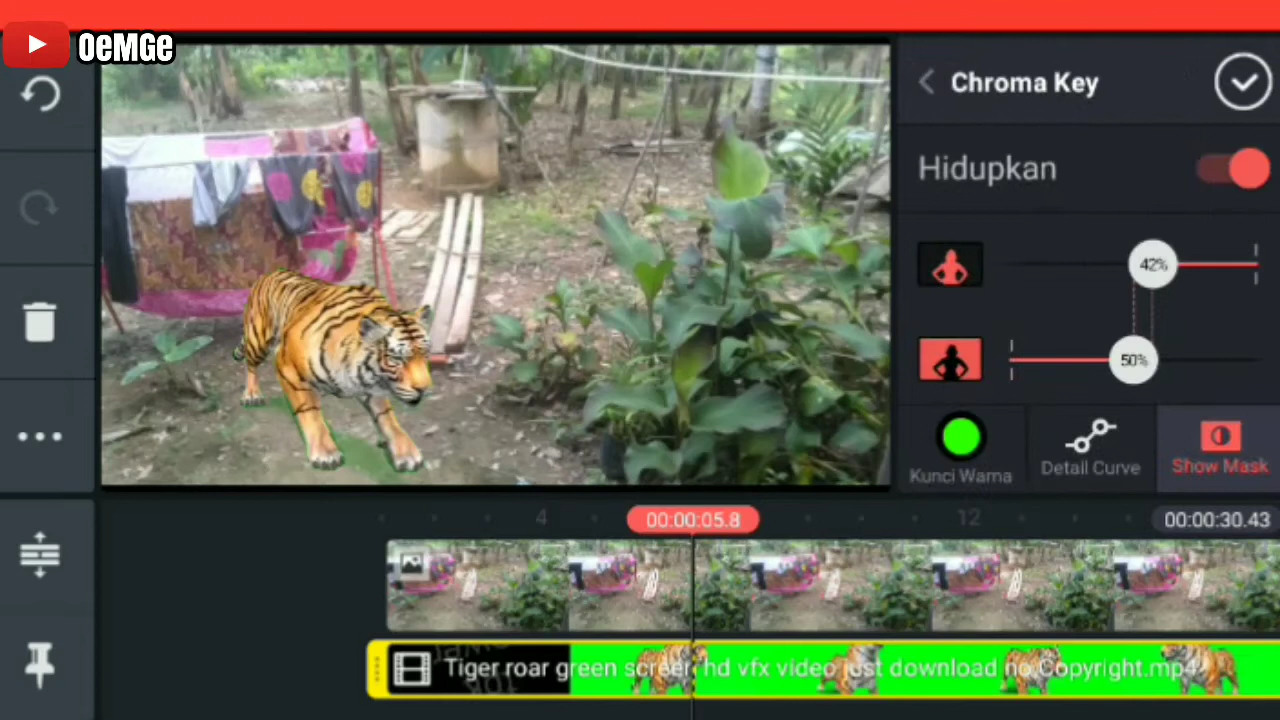 OeMGe
Chroma Key
Hidupkan
42%
50%
Kunci Warna
Detail Curve
Show Mask
4
00:00:05.8
12
00:00:30.43
Tiger roar green screen hd vfx video just download no Copyright.mp4